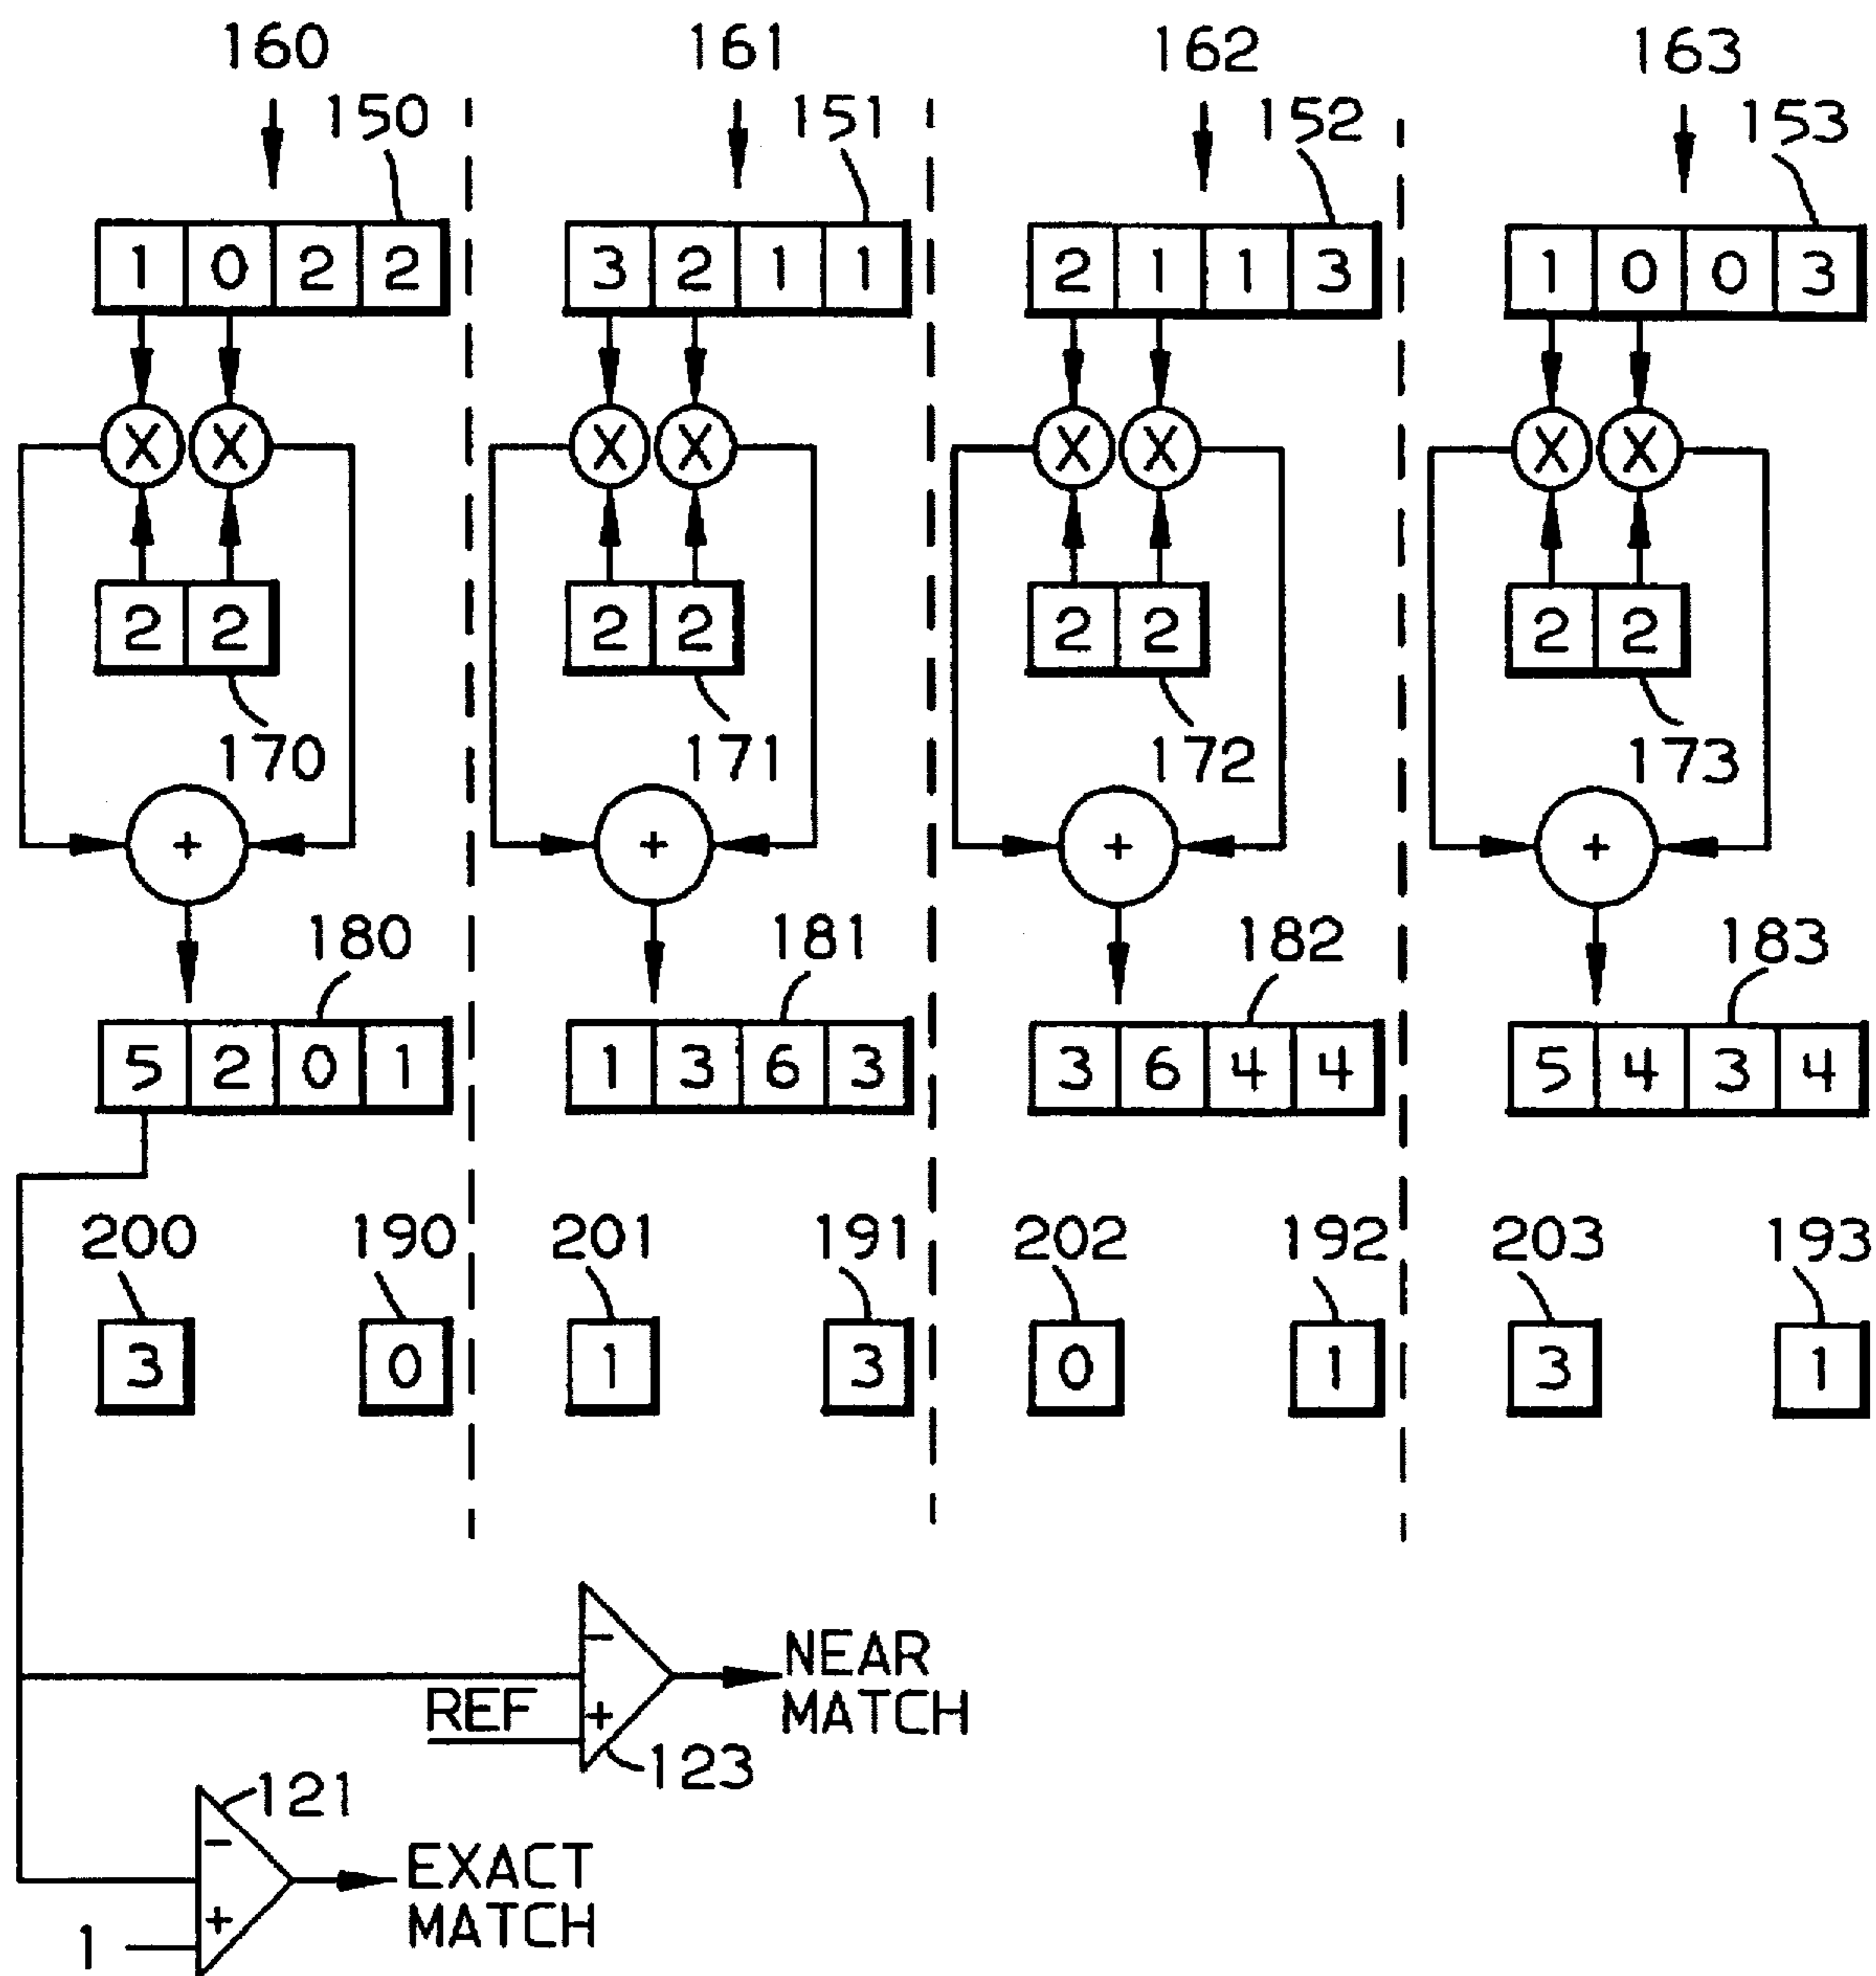 160 161 162 163
150 151 152 153
1 0 2 2 3 2 1 1 2 1 1 3 1 0 0 3
X X X X X X X X
2 2 2 2 2 2 2 2
170 171 172 173
+ + + +
180 181 182 183
5 2 0 1 1 3 6 3 3 6 4 4 5 4 3 4
200 190 201 191 202 192 203 193
3 0 1 3 0 1 3 1
−
NEAR
REF + MATCH
123
121
−
EXACT
+ MATCH
1